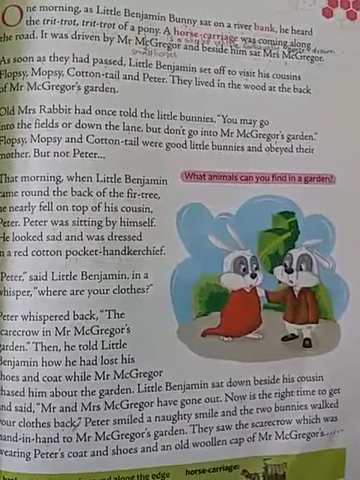 One morning, as Little Benjamin Bunny sat on a river bank, he heard
the trit-trot, trit-trot of a pony. A horse-carriage was coming along
the road. It was driven by Mr McGregor and beside him sat Mrs McGregor.
As soon as they had passed, Little Benjamin set off to visit his cousins
Flopsy, Mopsy, Cotton-tail and Peter. They lived in the wood at the back
of Mr McGregor's garden.
Old Mrs Rabbit had once told the little bunnies, "You may go
into the fields or down the lane, but don't go into Mr McGregor's garden."
Flopsy, Mopsy and Cotton-tail were good little bunnies and obeyed their
mother. But not Peter...
That morning, when Little Benjamin
came round the back of the fir-tree,
he nearly fell on top of his cousin,
Peter. Peter was sitting by himself.
He looked sad and was dressed
in a red cotton pocket-handkerchief.
What animals can you find in a garden?
"Peter," said Little Benjamin, in a
whisper, "where are your clothes?"
Peter whispered back, "The
scarecrow in Mr McGregor's
garden." Then, he told Little
Benjamin how he had lost his
shoes and coat while Mr McGregor
chased him about the garden. Little Benjamin sat down beside his cousin
and said, "Mr and Mrs McGregor have gone out. Now is the right time to get
your clothes back." Peter smiled a naughty smile and the two bunnies walked
hand-in-hand to Mr McGregor's garden. They saw the scarecrow which was
wearing Peter's coat and shoes and an old woollen cap of Mr McGregor's.
along the edge
horse-carriage: